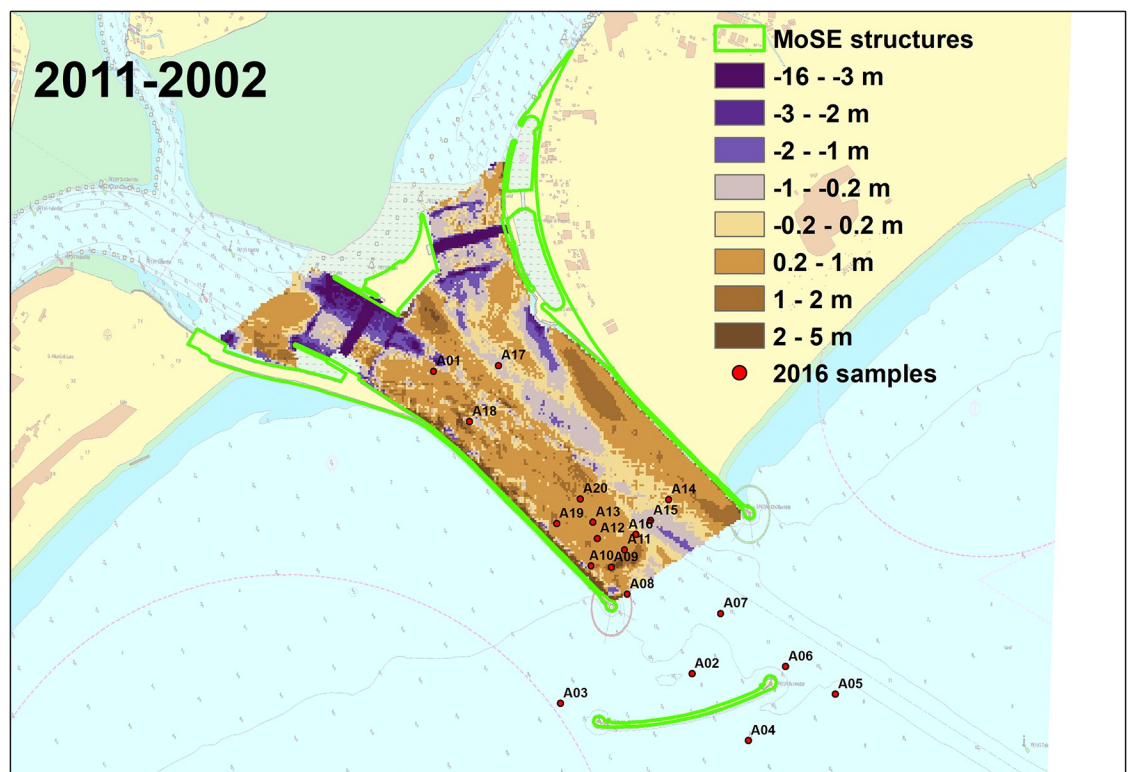 2011-2002
MoSE structures
-16 - -3 m
-3 - -2 m
-2 - -1 m
-1 - -0.2 m
-0.2 - 0.2 m
0.2 - 1 m
1 - 2 m
2 - 5 m
2016 samples
A01
A17
A18
A20
A14
A19
A13
A15
A12
A16
A11
A10
A09
A08
A07
A02
A06
A03
A05
A04